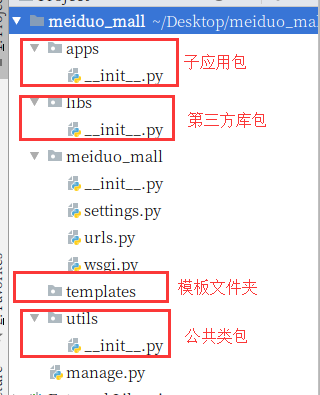 meiduo_mall ~/Desktop/meiduo_mal
apps
子应用包
__init__.py
libs
第三方库包
__init__.py
meiduo_mall
__init__.py
settings.py
urls.py
wsgi.py
templates
模板文件夹
utils
公共类包
__init__.py
manage.py